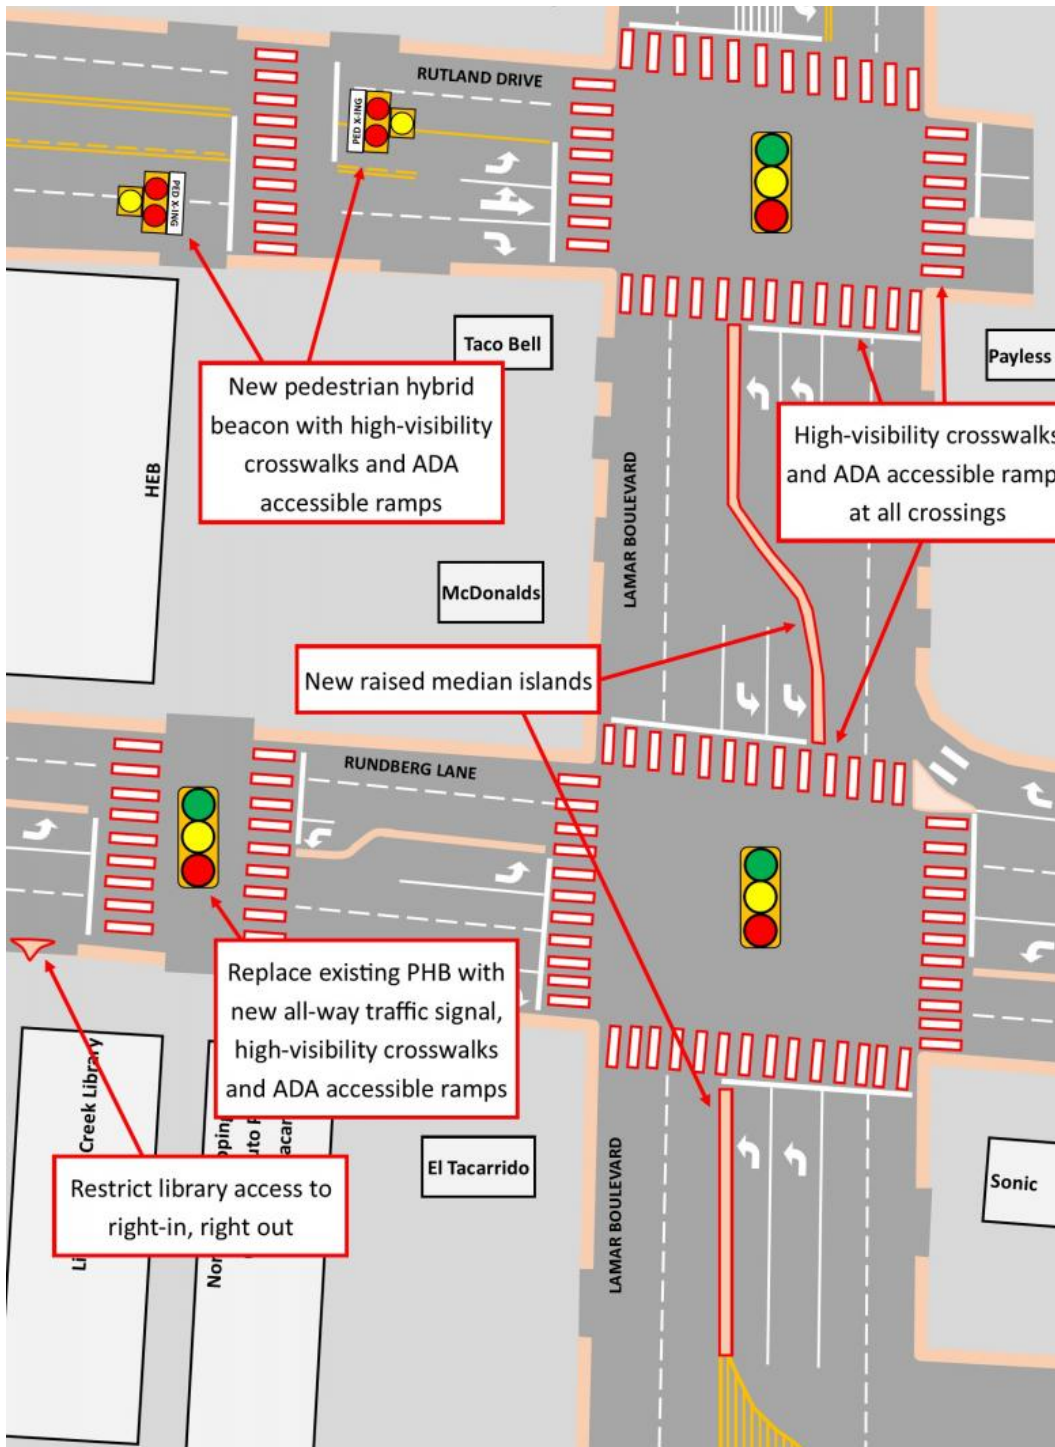 RUTLAND DRIVE
PED X-ING
PED X-ING
Taco Bell
Payless
New pedestrian hybrid
beacon with high-visibility
crosswalks and ADA
accessible ramps
High-visibility crosswalks
and ADA accessible ramp
at all crossings
HEB
LAMAR BOULEVARD
McDonalds
New raised median islands
RUNDBERG LANE
Replace existing PHB with
new all-way traffic signal,
high-visibility crosswalks
and ADA accessible ramps
Creek Library
El Tacarrido
LAMAR BOULEVARD
Sonic
Restrict library access to
right-in, right out